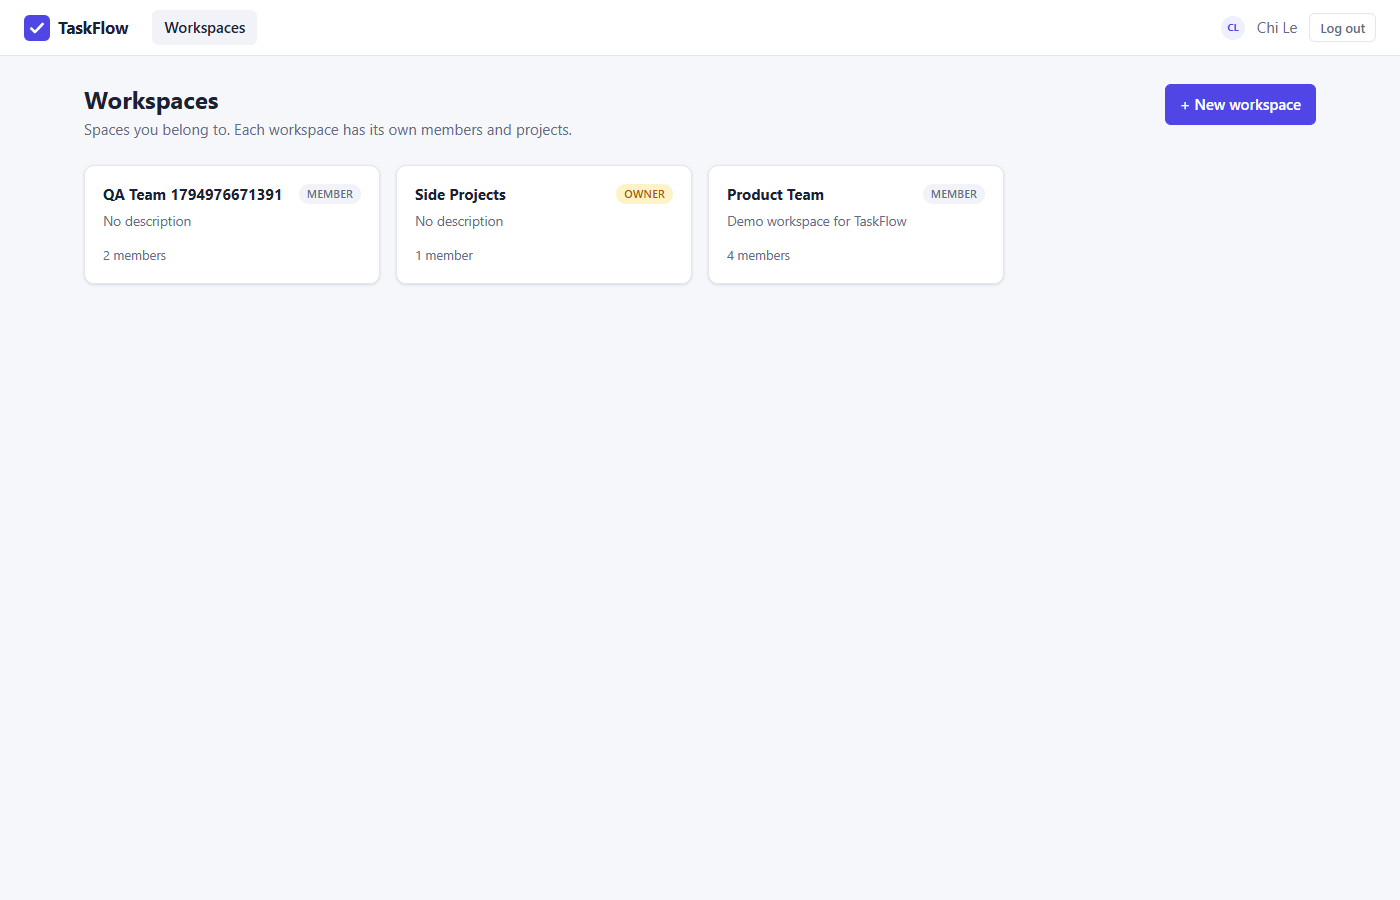 TaskFlow
Workspaces
CL
Chi Le
Log out
Workspaces
Spaces you belong to. Each workspace has its own members and projects.
+ New workspace
QA Team 1794976671391
MEMBER
No description
2 members
Side Projects
OWNER
No description
1 member
Product Team
MEMBER
Demo workspace for TaskFlow
4 members